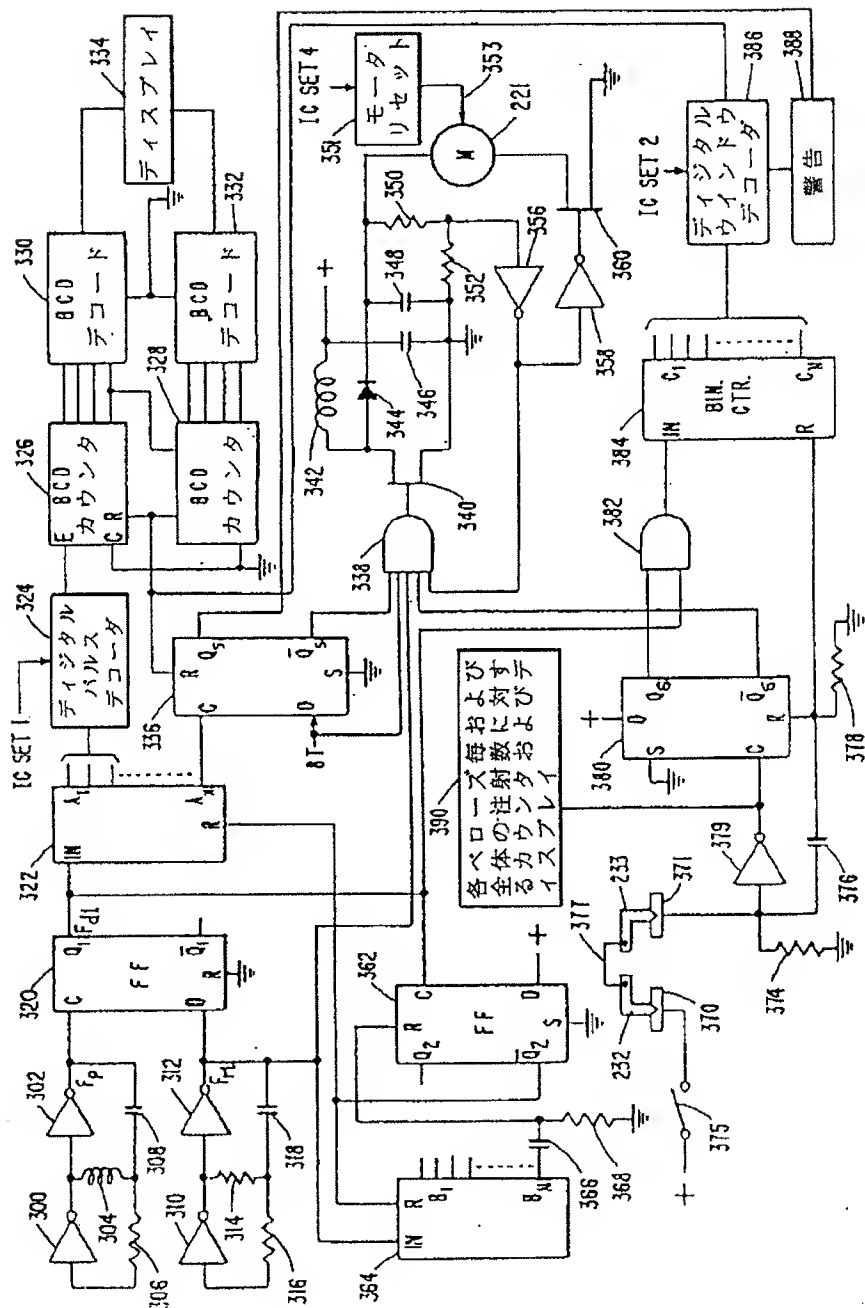 334
ディスプレイ
330
BCD
デコード
332
BCD
デコード
328
326
E
BCD
カウンタ
C R
BCD
カウンタ
324
ディジタル
パルス
デコーダ
IC SET 1
322
IN
A1
AN
R
336
R
C
D
S
Q5
Q̅5
8T
320
C
FF
D
Q1
Fd1
Q̅1
R
300
302
FP
304
306
308
310
312
314
316
318
IC SET 4
351
モータ
リセット
353
M
221
342
344
346
348
350
352
356
358
360
338
340
IC SET 2
386
ディジタル
ウインドウ
デコーダ
388
警告
384
IN
BIN.
CTR.
R
C1
CN
382
380
S
D
C
Q6
Q̅6
R
378
390
各ベローズ毎および
全体の注射数に対す
るカウンタおよびデ
ィスプレイ
379
376
374
377
233
371
232
370
375
362
R
FF
C
D
S
Q2
Q̅2
364
IN
R
B1
BN
366
368